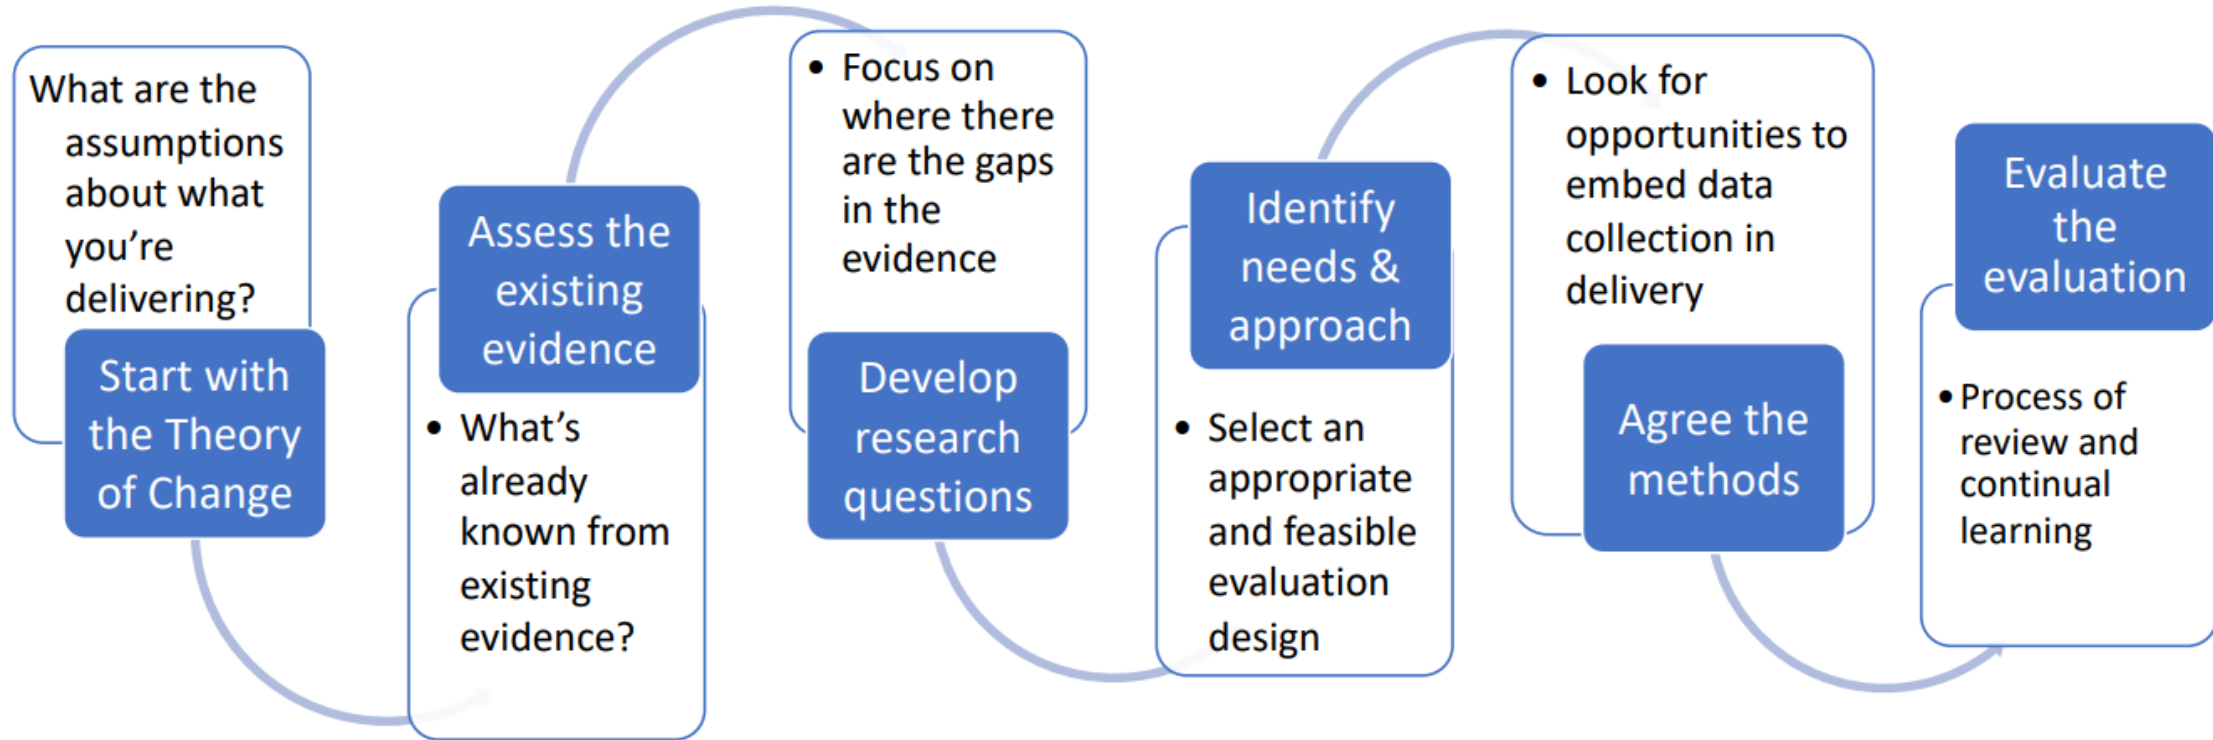 What are the
assumptions
about what
you're
delivering?
Start with
the Theory
of Change
Assess the
existing
evidence
• What's
already
known from
existing
evidence?
• Focus on
where there
are the gaps
in the
evidence
Develop
research
questions
Identify
needs &
approach
• Select an
appropriate
and feasible
evaluation
design
• Look for
opportunities to
embed data
collection in
delivery
Agree the
methods
Evaluate
the
evaluation
• Process of
review and
continual
learning